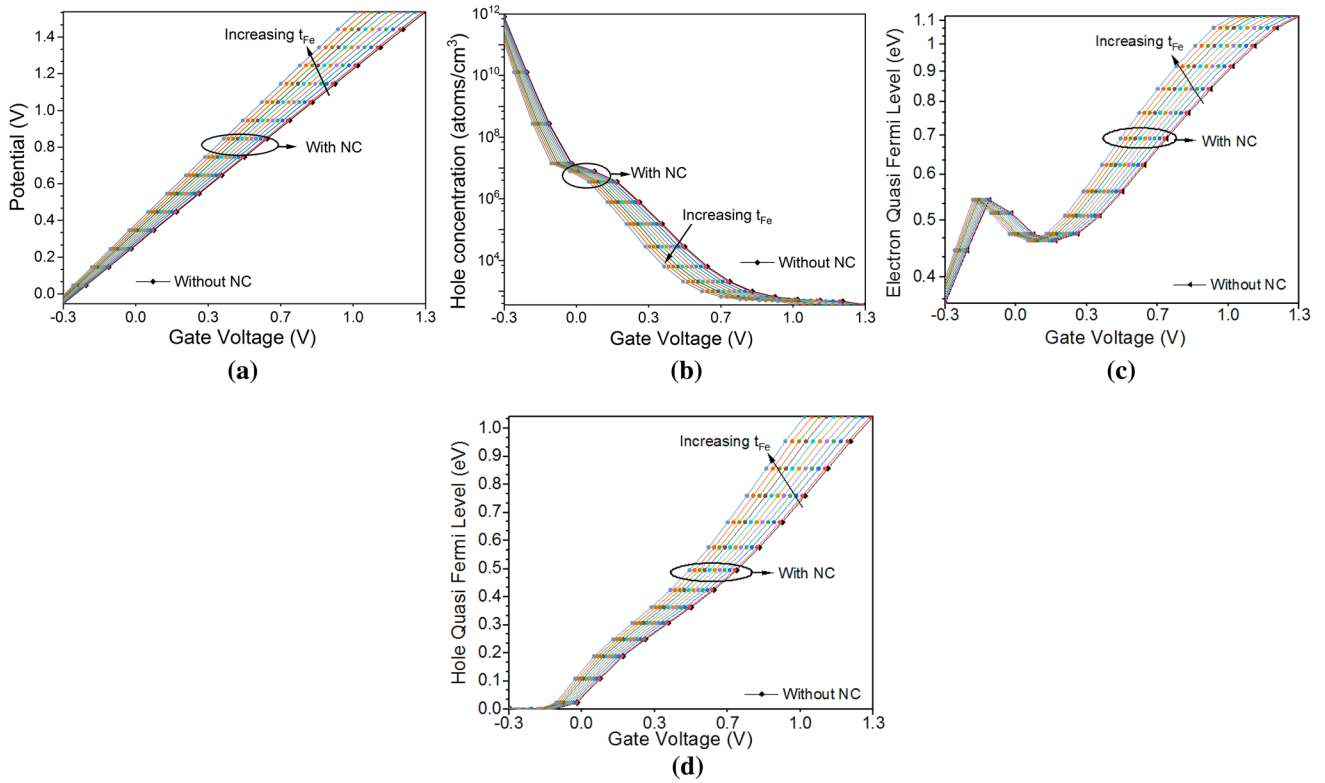 1.4
1.2
1.0
0.8
0.6
0.4
0.2
0.0
Potential (V)
Increasing tFe
With NC
Without NC
-0.3 0.0 0.3 0.7 1.0 1.3
Gate Voltage (V)
(a)
10^12
10^10
10^8
10^6
10^4
Hole concentration (atoms/cm^3)
With NC
Increasing tFe
Without NC
-0.3 0.0 0.3 0.7 1.0 1.3
Gate Voltage (V)
(b)
1.1
1
0.9
0.8
0.7
0.6
0.5
0.4
Electron Quasi Fermi Level (eV)
Increasing tFe
With NC
Without NC
-0.3 0.0 0.3 0.7 1.0 1.3
Gate Voltage (V)
(c)
1.0
0.9
0.8
0.7
0.6
0.5
0.4
0.3
0.2
0.1
0.0
Hole Quasi Fermi Level (eV)
Increasing tFe
With NC
Without NC
-0.3 0.0 0.3 0.7 1.0 1.3
Gate Voltage (V)
(d)